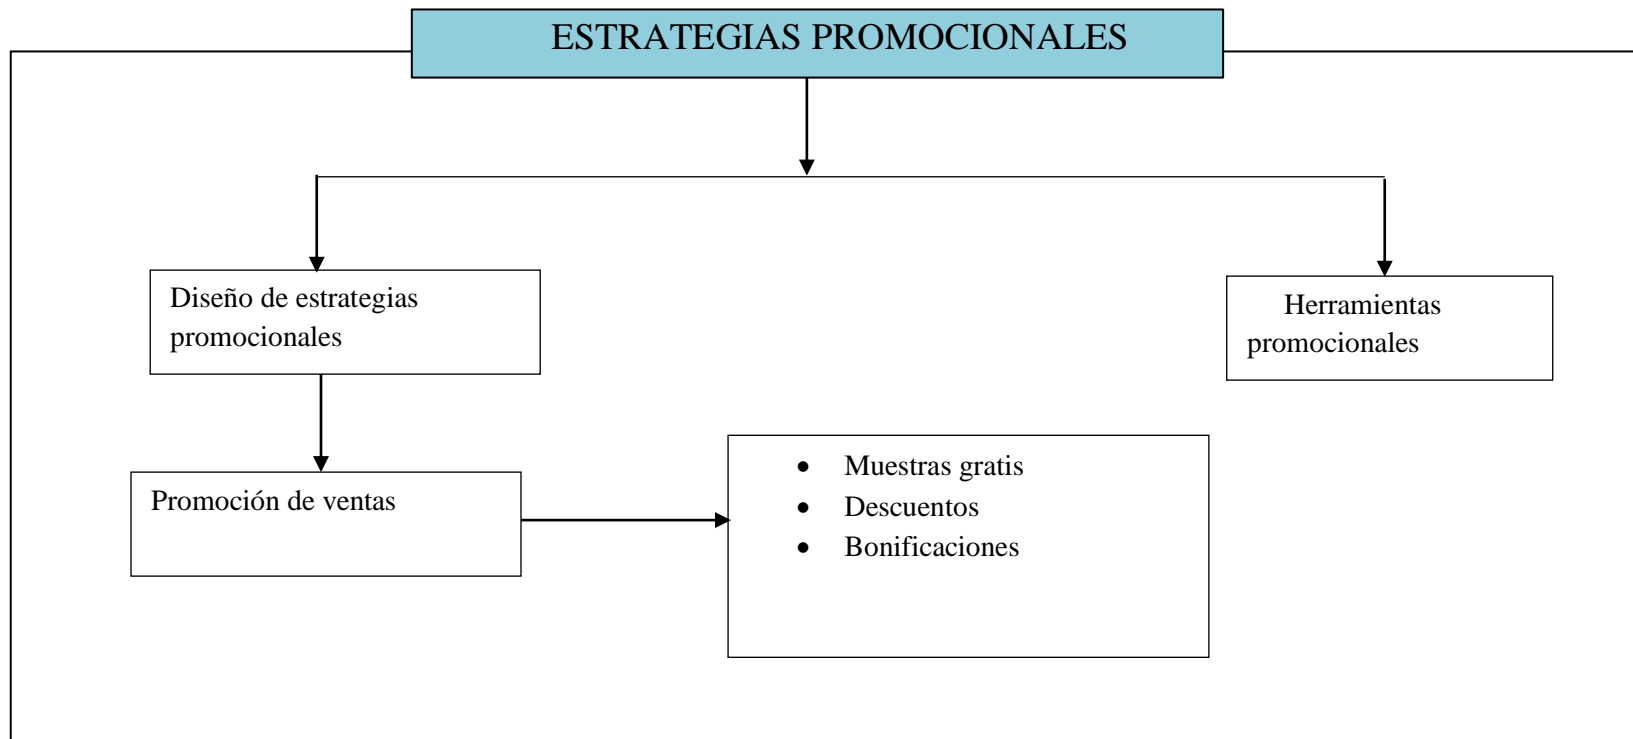 ESTRATEGIAS PROMOCIONALES
Diseño de estrategias
promocionales
Herramientas
promocionales
Promoción de ventas
• Muestras gratis
• Descuentos
• Bonificaciones